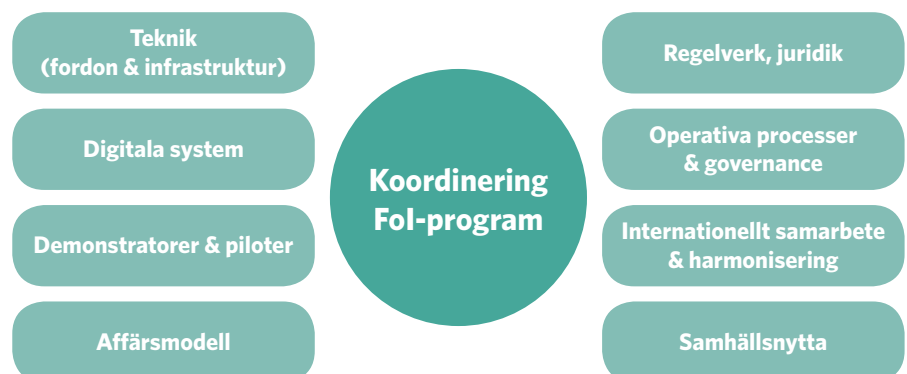 Teknik
(fordon & infrastruktur)
Digitala system
Demonstratorer & piloter
Affärsmodell
Koordinering
FoI-program
Regelverk, juridik
Operativa processer
& governance
Internationellt samarbete
& harmonisering
Samhällsnytta